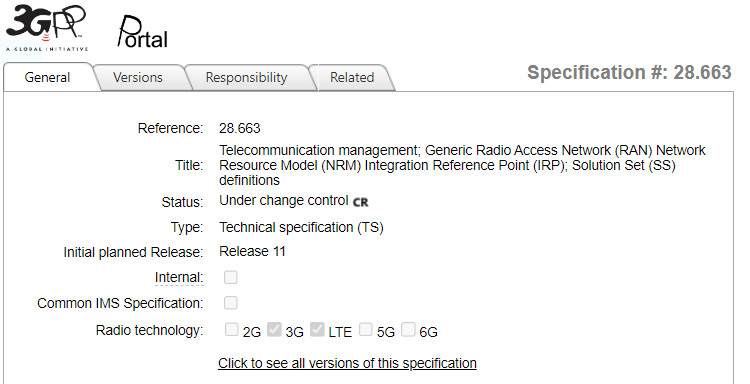 3GPP
TM
A GLOBAL INITIATIVE
Portal
General
Versions
Responsibility
Related
Specification #: 28.663
Reference: 28.663
Telecommunication management; Generic Radio Access Network (RAN) Network
Title: Resource Model (NRM) Integration Reference Point (IRP); Solution Set (SS)
definitions
Status: Under change control CR
Type: Technical specification (TS)
Initial planned Release: Release 11
Internal:
Common IMS Specification:
Radio technology: 2G 3G LTE 5G 6G
Click to see all versions of this specification